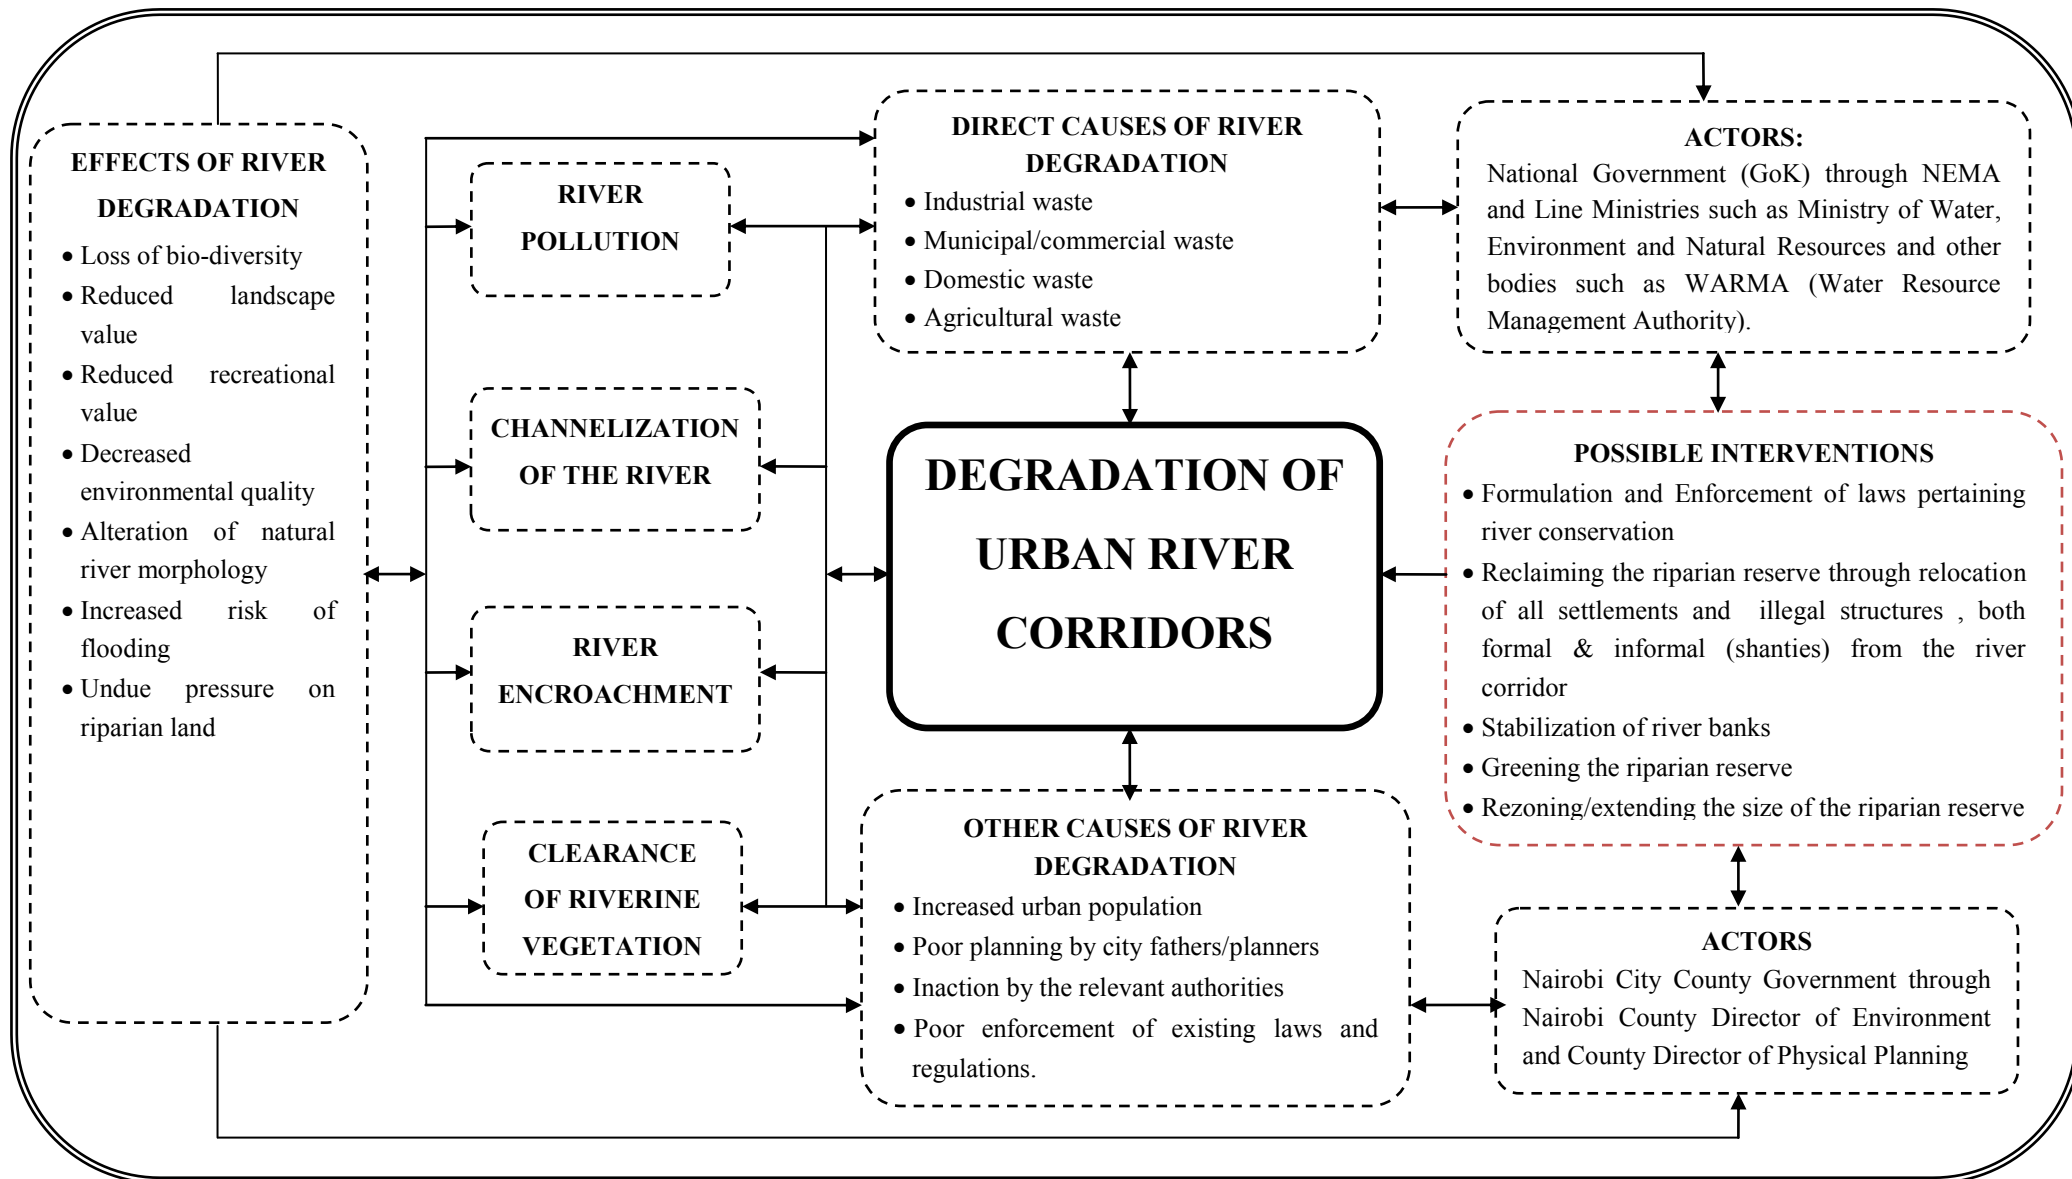 EFFECTS OF RIVER
DEGRADATION
• Loss of bio-diversity
• Reduced landscape
value
• Reduced recreational
value
• Decreased
environmental quality
• Alteration of natural
river morphology
• Increased risk of
flooding
• Undue pressure on
riparian land
RIVER
POLLUTION
CHANNELIZATION
OF THE RIVER
RIVER
ENCROACHMENT
CLEARANCE
OF RIVERINE
VEGETATION
DIRECT CAUSES OF RIVER
DEGRADATION
• Industrial waste
• Municipal/commercial waste
• Domestic waste
• Agricultural waste
DEGRADATION OF
URBAN RIVER
CORRIDORS
OTHER CAUSES OF RIVER
DEGRADATION
• Increased urban population
• Poor planning by city fathers/planners
• Inaction by the relevant authorities
• Poor enforcement of existing laws and
regulations.
ACTORS:
National Government (GoK) through NEMA
and Line Ministries such as Ministry of Water,
Environment and Natural Resources and other
bodies such as WARMA (Water Resource
Management Authority).
POSSIBLE INTERVENTIONS
• Formulation and Enforcement of laws pertaining
river conservation
• Reclaiming the riparian reserve through relocation
of all settlements and illegal structures , both
formal & informal (shanties) from the river
corridor
• Stabilization of river banks
• Greening the riparian reserve
• Rezoning/extending the size of the riparian reserve
ACTORS
Nairobi City County Government through
Nairobi County Director of Environment
and County Director of Physical Planning